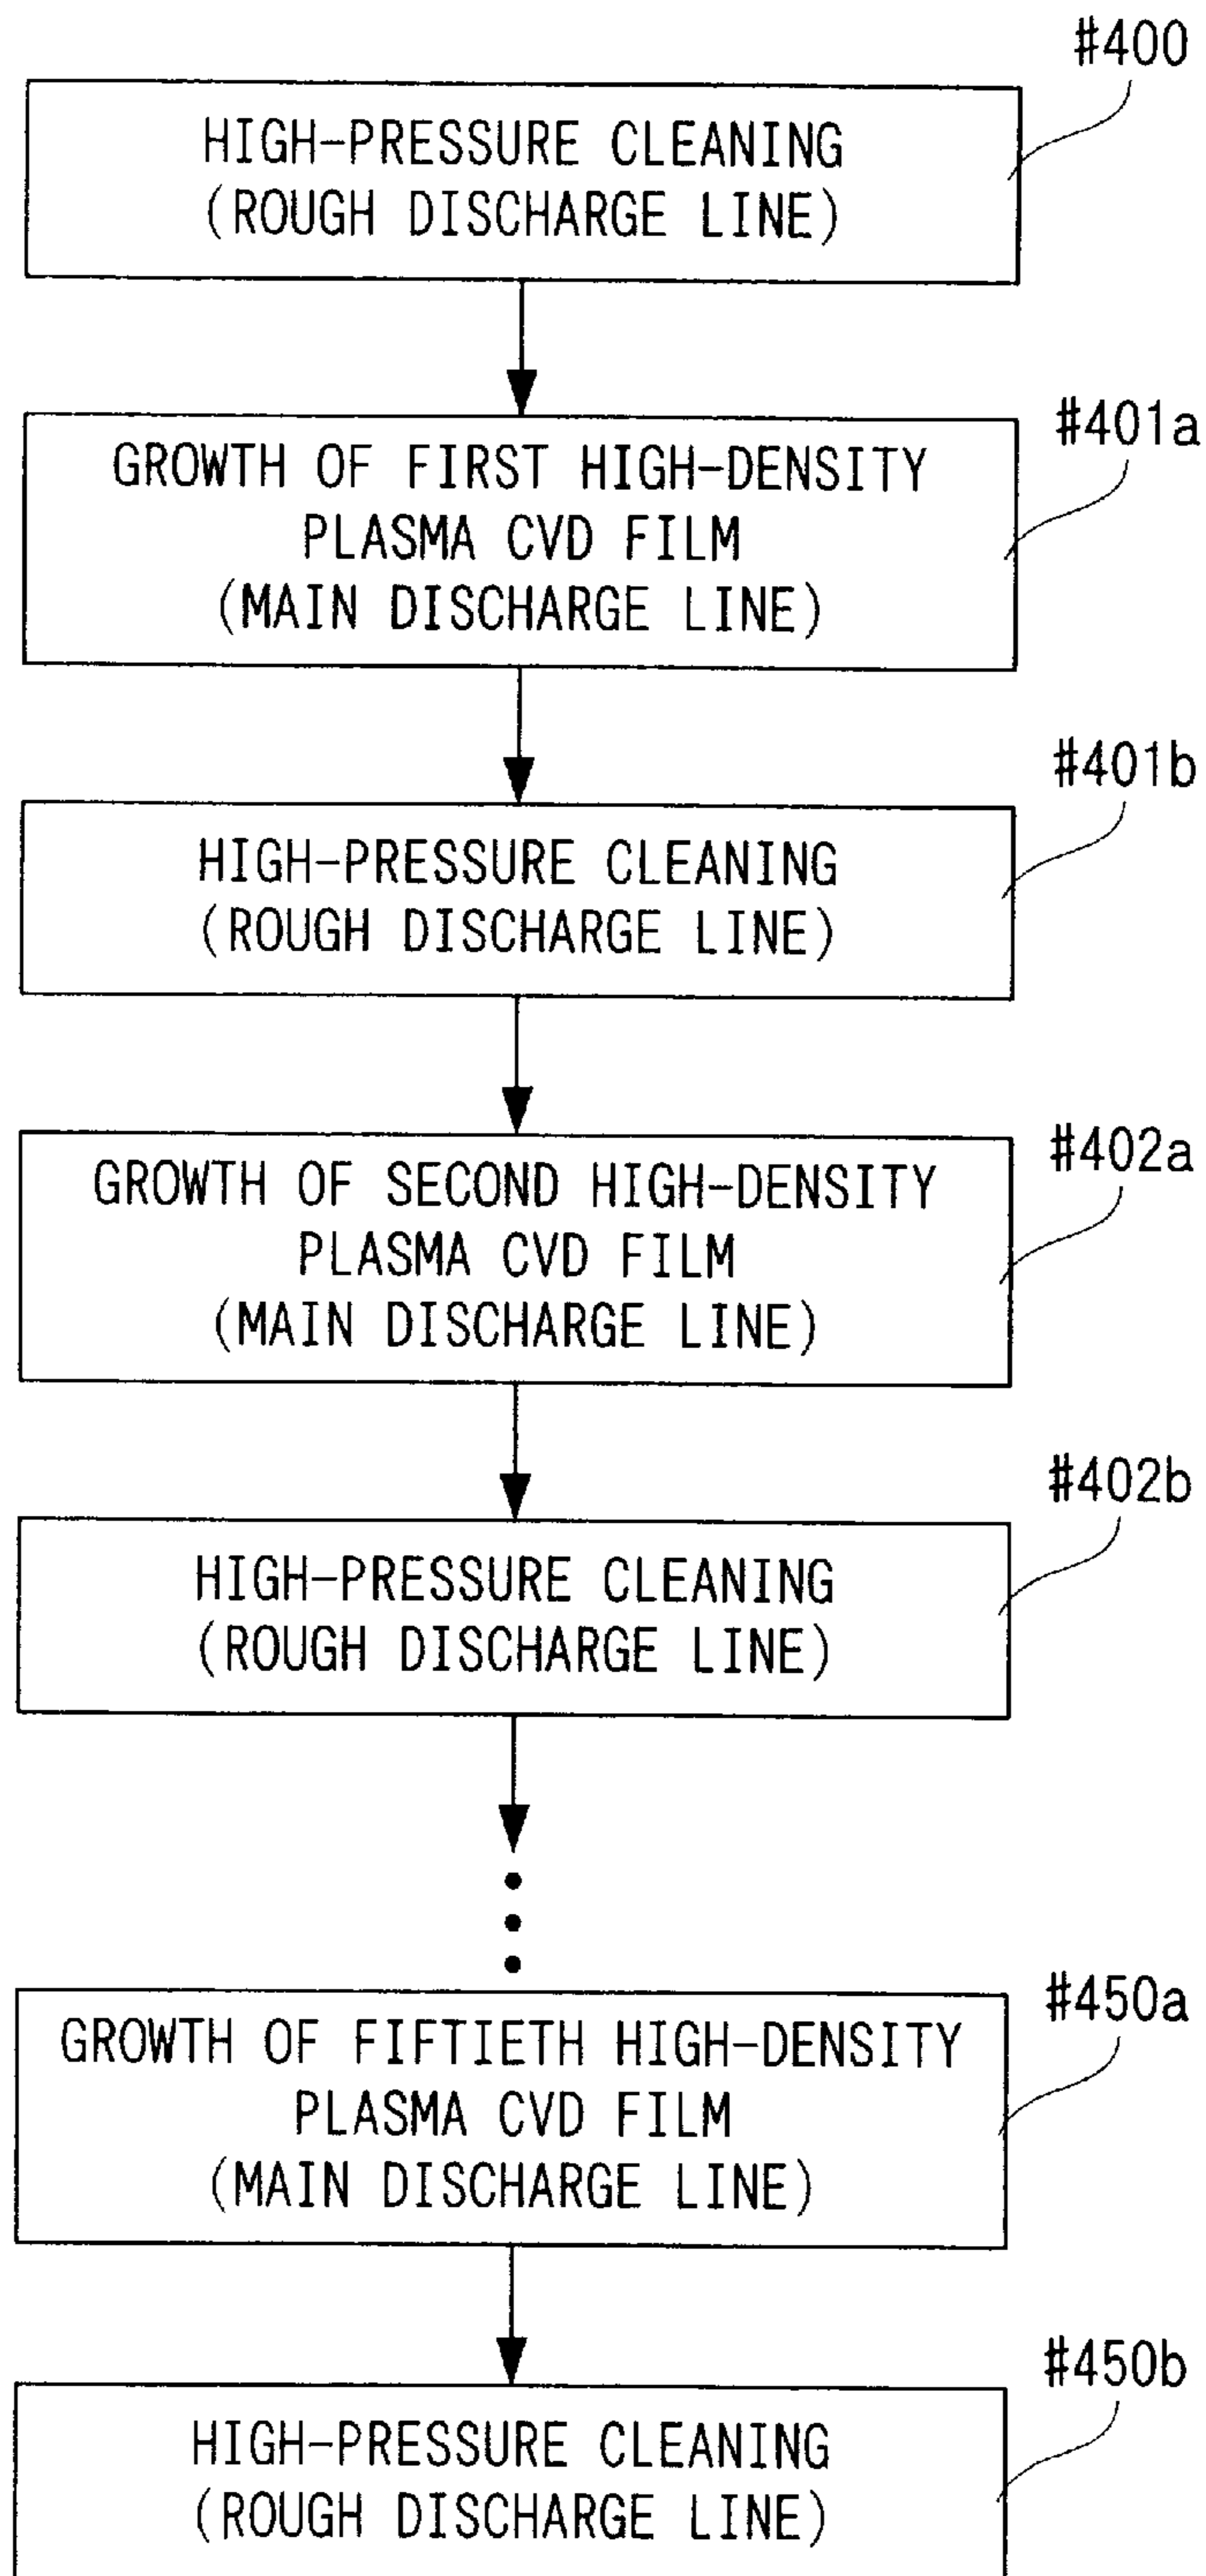 #400
HIGH-PRESSURE CLEANING
(ROUGH DISCHARGE LINE)
#401a
GROWTH OF FIRST HIGH-DENSITY
PLASMA CVD FILM
(MAIN DISCHARGE LINE)
#401b
HIGH-PRESSURE CLEANING
(ROUGH DISCHARGE LINE)
#402a
GROWTH OF SECOND HIGH-DENSITY
PLASMA CVD FILM
(MAIN DISCHARGE LINE)
#402b
HIGH-PRESSURE CLEANING
(ROUGH DISCHARGE LINE)
#450a
GROWTH OF FIFTIETH HIGH-DENSITY
PLASMA CVD FILM
(MAIN DISCHARGE LINE)
#450b
HIGH-PRESSURE CLEANING
(ROUGH DISCHARGE LINE)